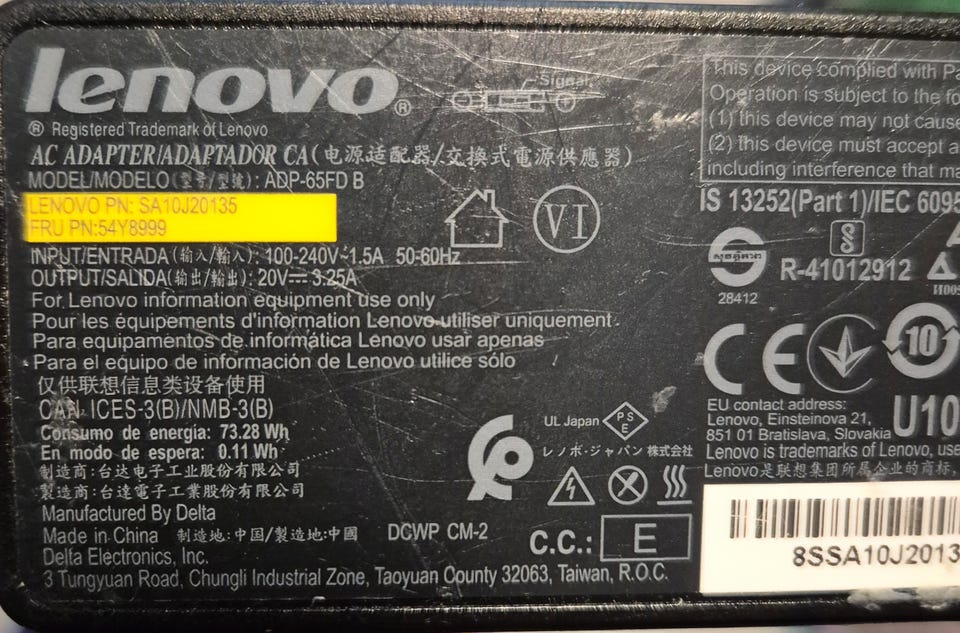 lenovo®
Signal
® Registered Trademark of Lenovo
AC ADAPTER/ADAPTADOR CA(电源适配器/交換式電源供應器)
MODEL/MODELO(型号/型號): ADP-65FD B
LENOVO PN: SA10J20135
FRU PN:54Y8999
VI
INPUT/ENTRADA(输入/輸入): 100-240V~1.5A 50-60Hz
OUTPUT/SALIDA(输出/輸出): 20V⎓3.25A
For Lenovo information equipment use only
Pour les équipements d'information Lenovo utiliser uniquement
Para equipamentos de informática Lenovo usar apenas
Para el equipo de información de Lenovo utilice sólo
仅供联想信息类设备使用
CAN ICES-3(B)/NMB-3(B)
Consumo de energía: 73.28 Wh
En modo de espera: 0.11 Wh
制造商:台达电子工业股份有限公司
製造商:台達電子工業股份有限公司
Manufactured By Delta
Made in China 制造地:中国/製造地:中國
DCWP CM-2
Delta Electronics, Inc.
3 Tungyuan Road, Chungli Industrial Zone, Taoyuan County 32063, Taiwan, R.O.C.
UL Japan PSE
レノボ・ジャパン 株式会社
C.C.: E
This device complied with Pa
Operation is subject to the fo
(1) this device may not cause
(2) this device must accept a
including interference that ma
IS 13252(Part 1)/IEC 6095
28412
R-41012912
CE
10
EU contact address:
Lenovo, Einsteinova 21,
851 01 Bratislava, Slovakia
U10
Lenovo is trademark of Lenovo, use
Lenovo是联想集团所属企业的商标,
8SSA10J2013